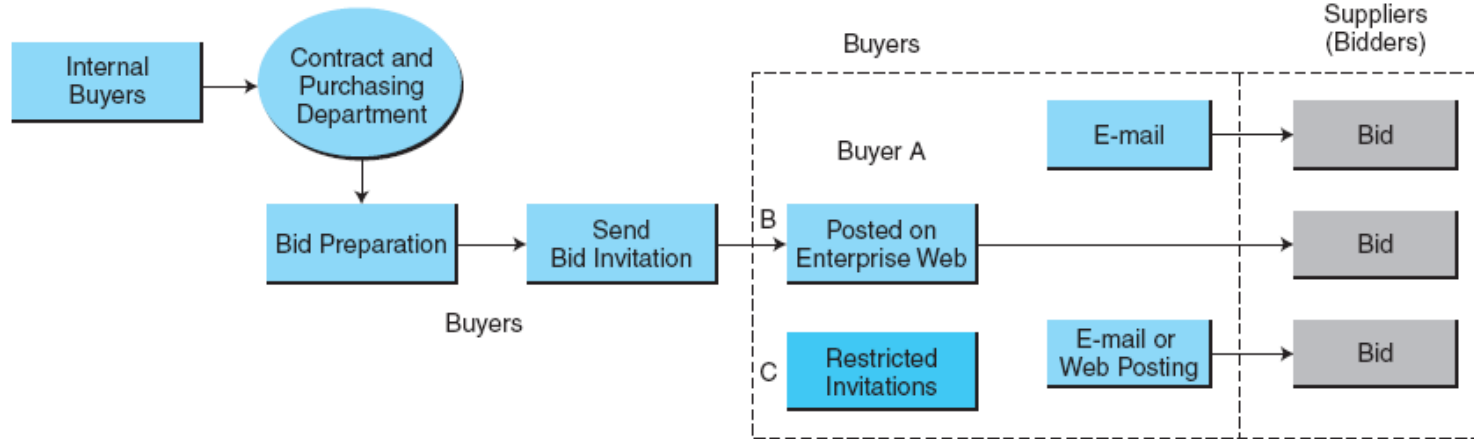 Suppliers
(Bidders)
Buyers
Internal
Buyers
Contract and
Purchasing
Department
E-mail
Bid
Buyer A
B
Bid Preparation
Send
Bid Invitation
Posted on
Enterprise Web
Bid
Buyers
C
Restricted
Invitations
E-mail or
Web Posting
Bid